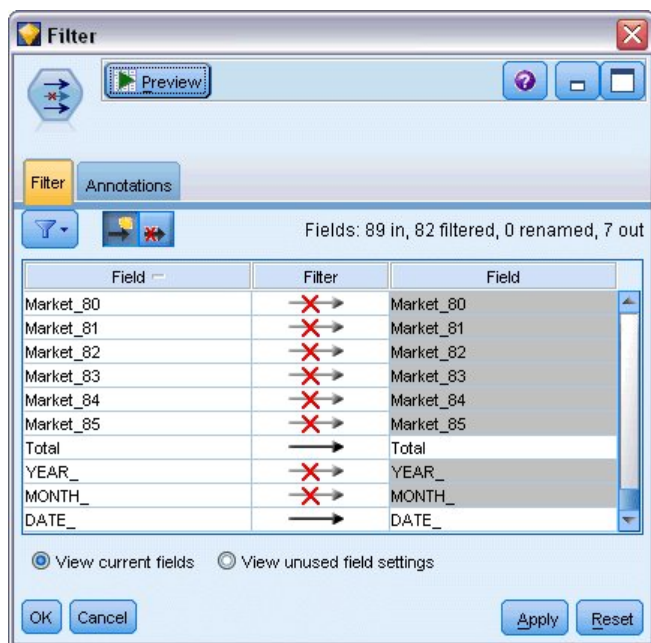 Filter
Preview
Filter Annotations
Fields: 89 in, 82 filtered, 0 renamed, 7 out
Field Filter Field
Market_80 Market_80
Market_81 Market_81
Market_82 Market_82
Market_83 Market_83
Market_84 Market_84
Market_85 Market_85
Total Total
YEAR_ YEAR_
MONTH_ MONTH_
DATE_ DATE_
View current fields View unused field settings
OK Cancel Apply Reset